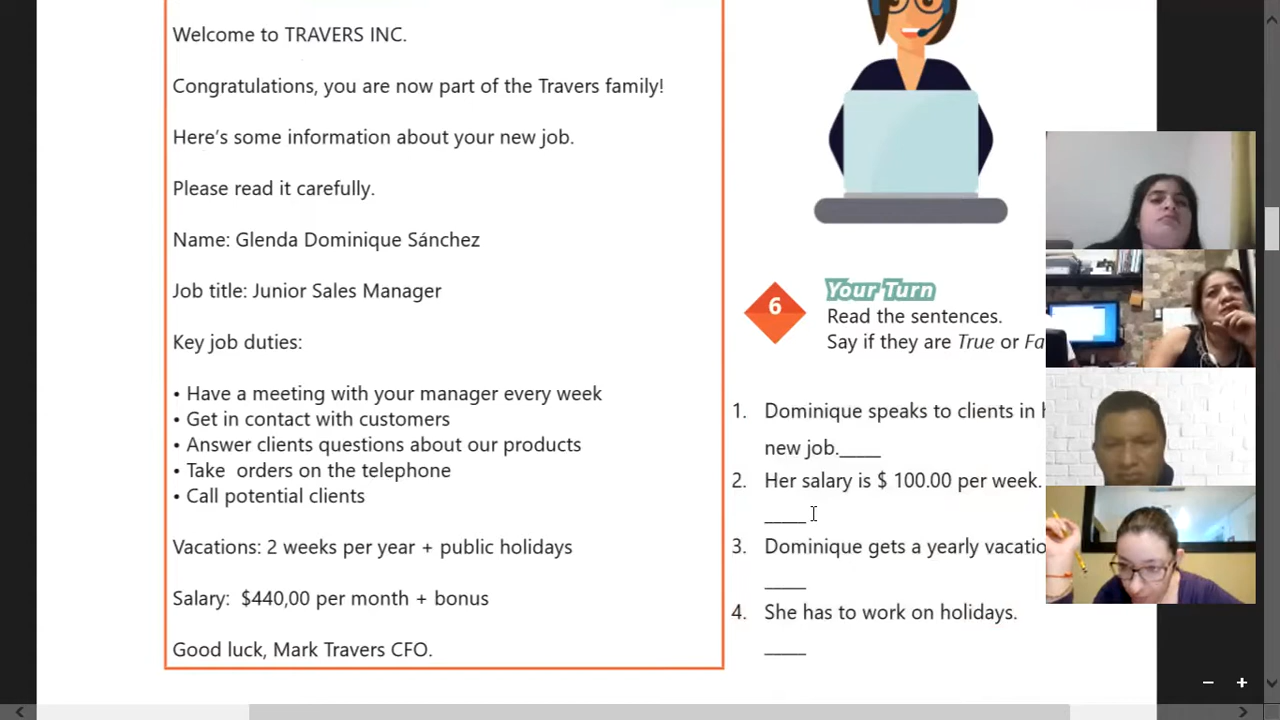 Welcome to TRAVERS INC.
Congratulations, you are now part of the Travers family!
Here's some information about your new job.
Please read it carefully.
Name: Glenda Dominique Sánchez
Job title: Junior Sales Manager
Key job duties:
• Have a meeting with your manager every week
• Get in contact with customers
• Answer clients questions about our products
• Take orders on the telephone
• Call potential clients
Vacations: 2 weeks per year + public holidays
Salary: $440,00 per month + bonus
Good luck, Mark Travers CFO.
6
Your Turn
Read the sentences.
Say if they are True or Fa
1. Dominique speaks to clients in h
new job._____
2. Her salary is $ 100.00 per week.
_____
3. Dominique gets a yearly vacatio
_____
4. She has to work on holidays.
_____